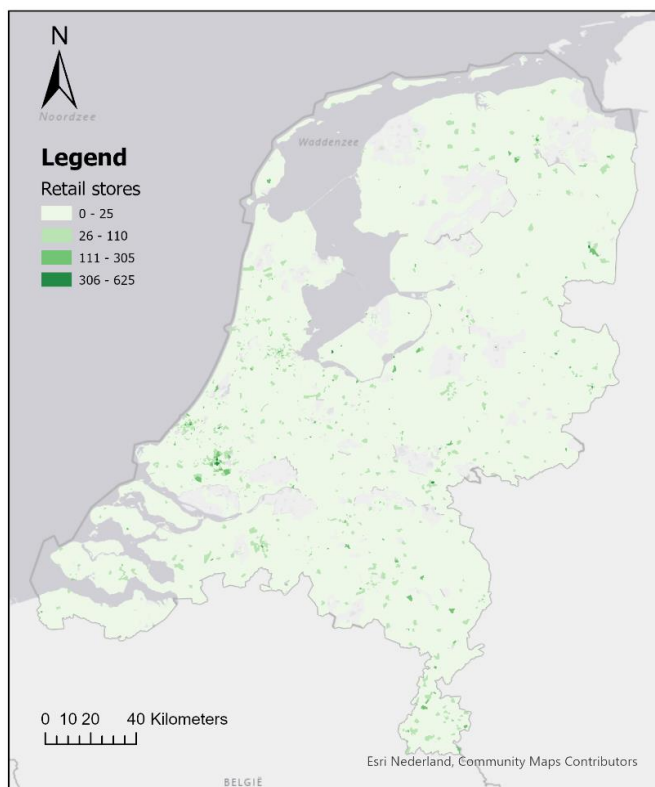 N
Noordzee
Waddenzee
Legend
Retail stores
0 - 25
26 - 110
111 - 305
306 - 625
0 10 20 40 Kilometers
Esri Nederland, Community Maps Contributors
BELGIË